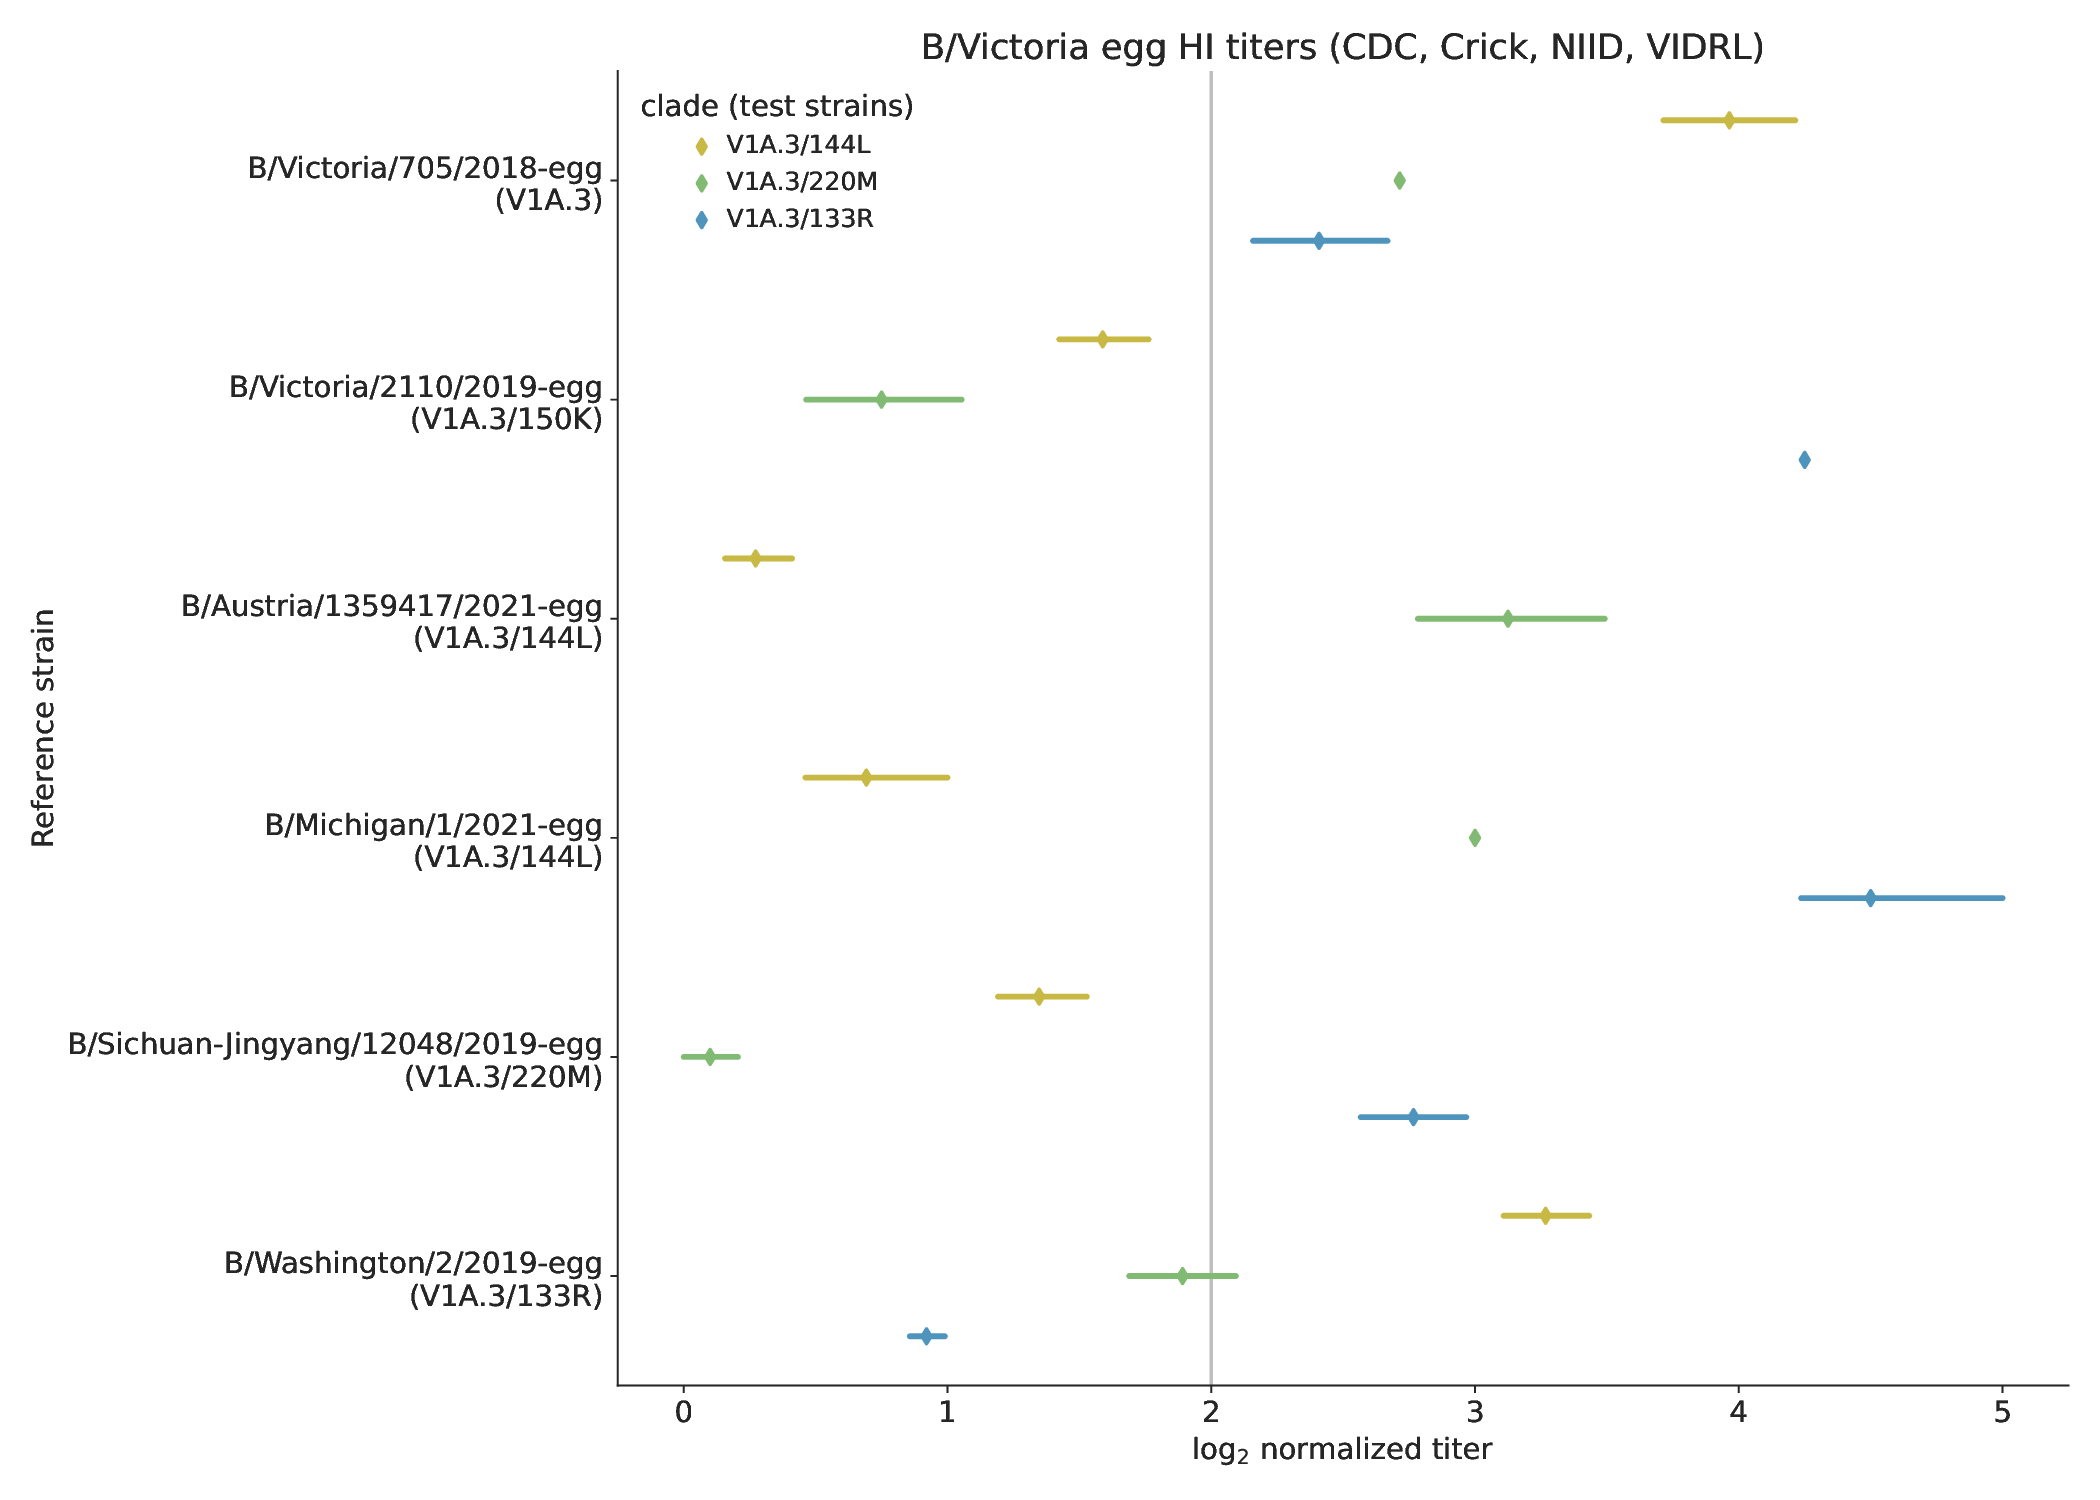 B/Victoria egg HI titers (CDC, Crick, NIID, VIDRL)
clade (test strains)
V1A.3/144L
V1A.3/220M
V1A.3/133R
Reference strain
B/Victoria/705/2018-egg
(V1A.3)
B/Victoria/2110/2019-egg
(V1A.3/150K)
B/Austria/1359417/2021-egg
(V1A.3/144L)
B/Michigan/1/2021-egg
(V1A.3/144L)
B/Sichuan-Jingyang/12048/2019-egg
(V1A.3/220M)
B/Washington/2/2019-egg
(V1A.3/133R)
0 1 2 3 4 5
log₂ normalized titer